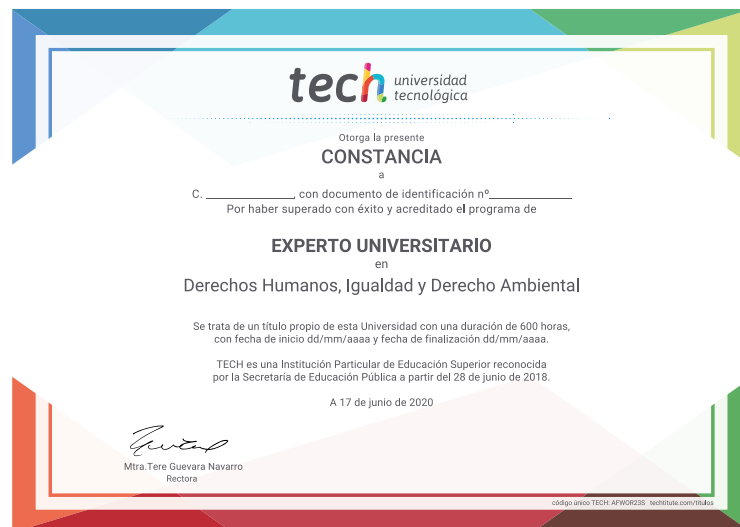 tech universidad
tecnológica
Otorga la presente
CONSTANCIA
a
C. ________________, con documento de identificación nº______________
Por haber superado con éxito y acreditado el programa de
EXPERTO UNIVERSITARIO
en
Derechos Humanos, Igualdad y Derecho Ambiental
Se trata de un título propio de esta Universidad con una duración de 600 horas,
con fecha de inicio dd/mm/aaaa y fecha de finalización dd/mm/aaaa.
TECH es una Institución Particular de Educación Superior reconocida
por la Secretaría de Educación Pública a partir del 28 de junio de 2018.
A 17 de junio de 2020
Mtra.Tere Guevara Navarro
Rectora
código único TECH: AFWOR23S techtitute.com/titulos